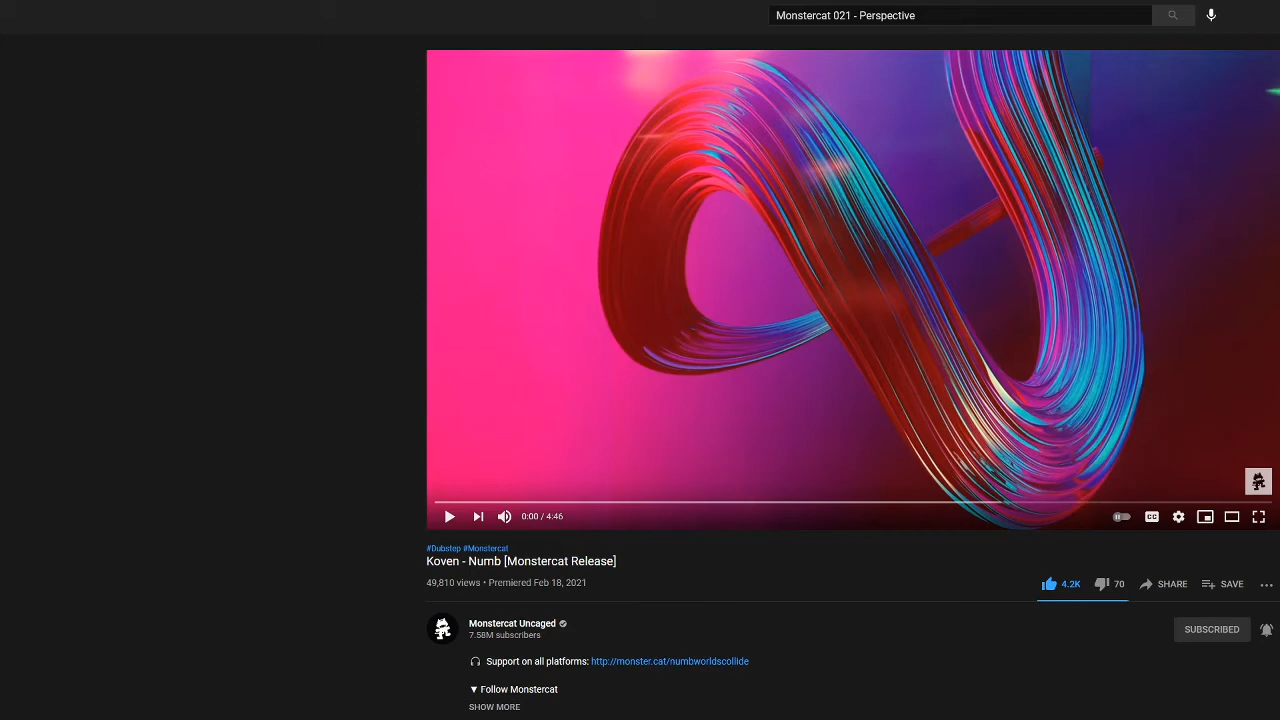 Monstercat 021 - Perspective
0:00 / 4:46
CC
#Dubstep #Monstercat
Koven - Numb [Monstercat Release]
49,810 views • Premiered Feb 18, 2021
4.2K 70 SHARE SAVE
Monstercat Uncaged
7.58M subscribers
SUBSCRIBED
Support on all platforms: http://monster.cat/numbworldscollide
▼ Follow Monstercat
SHOW MORE